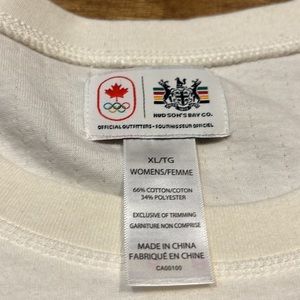 HUDSON'S BAY CO.
OFFICIAL OUTFITTERS · FOURNISSEUR OFFICIEL
XL/TG
WOMENS/FEMME
66% COTTON/COTON
34% POLYESTER
EXCLUSIVE OF TRIMMING
GARNITURE NON COMPRISE
MADE IN CHINA
FABRIQUÉ EN CHINE
CA00100